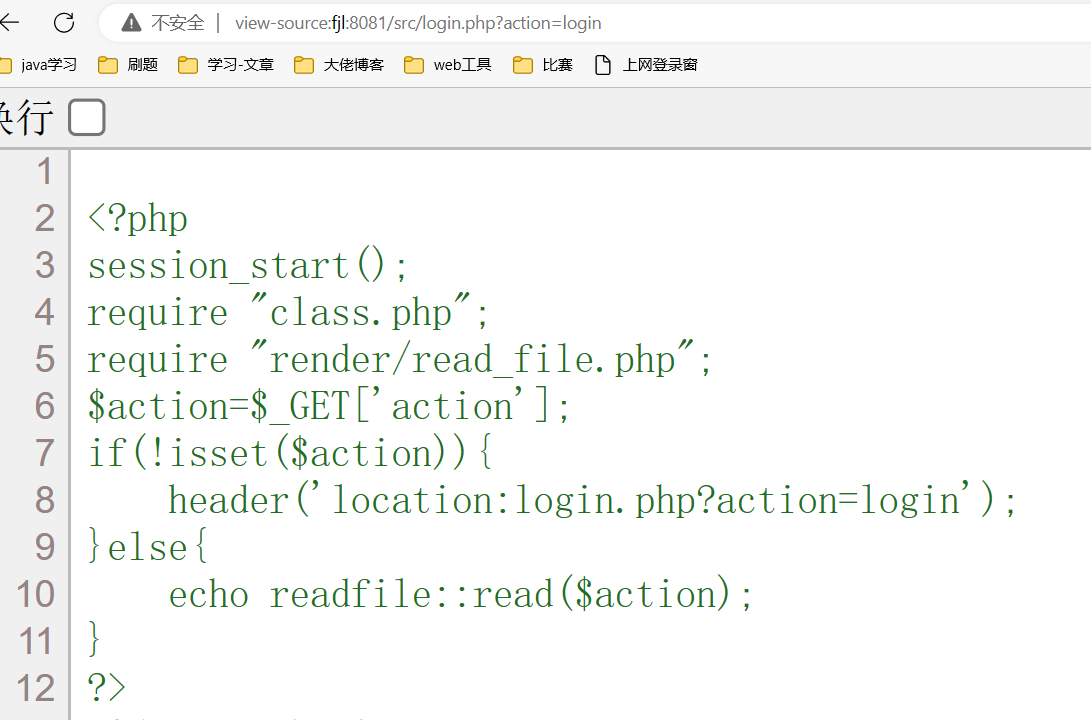 不安全 | view-source:fjl:8081/src/login.php?action=login
java学习 刷题 学习-文章 大佬博客 web工具 比赛 上网登录窗
换行
1
2 <?php
3 session_start();
4 require "class.php";
5 require "render/read_file.php";
6 $action=$_GET['action'];
7 if(!isset($action)){
8     header('location:login.php?action=login');
9 }else{
10     echo readfile::read($action);
11 }
12 ?>